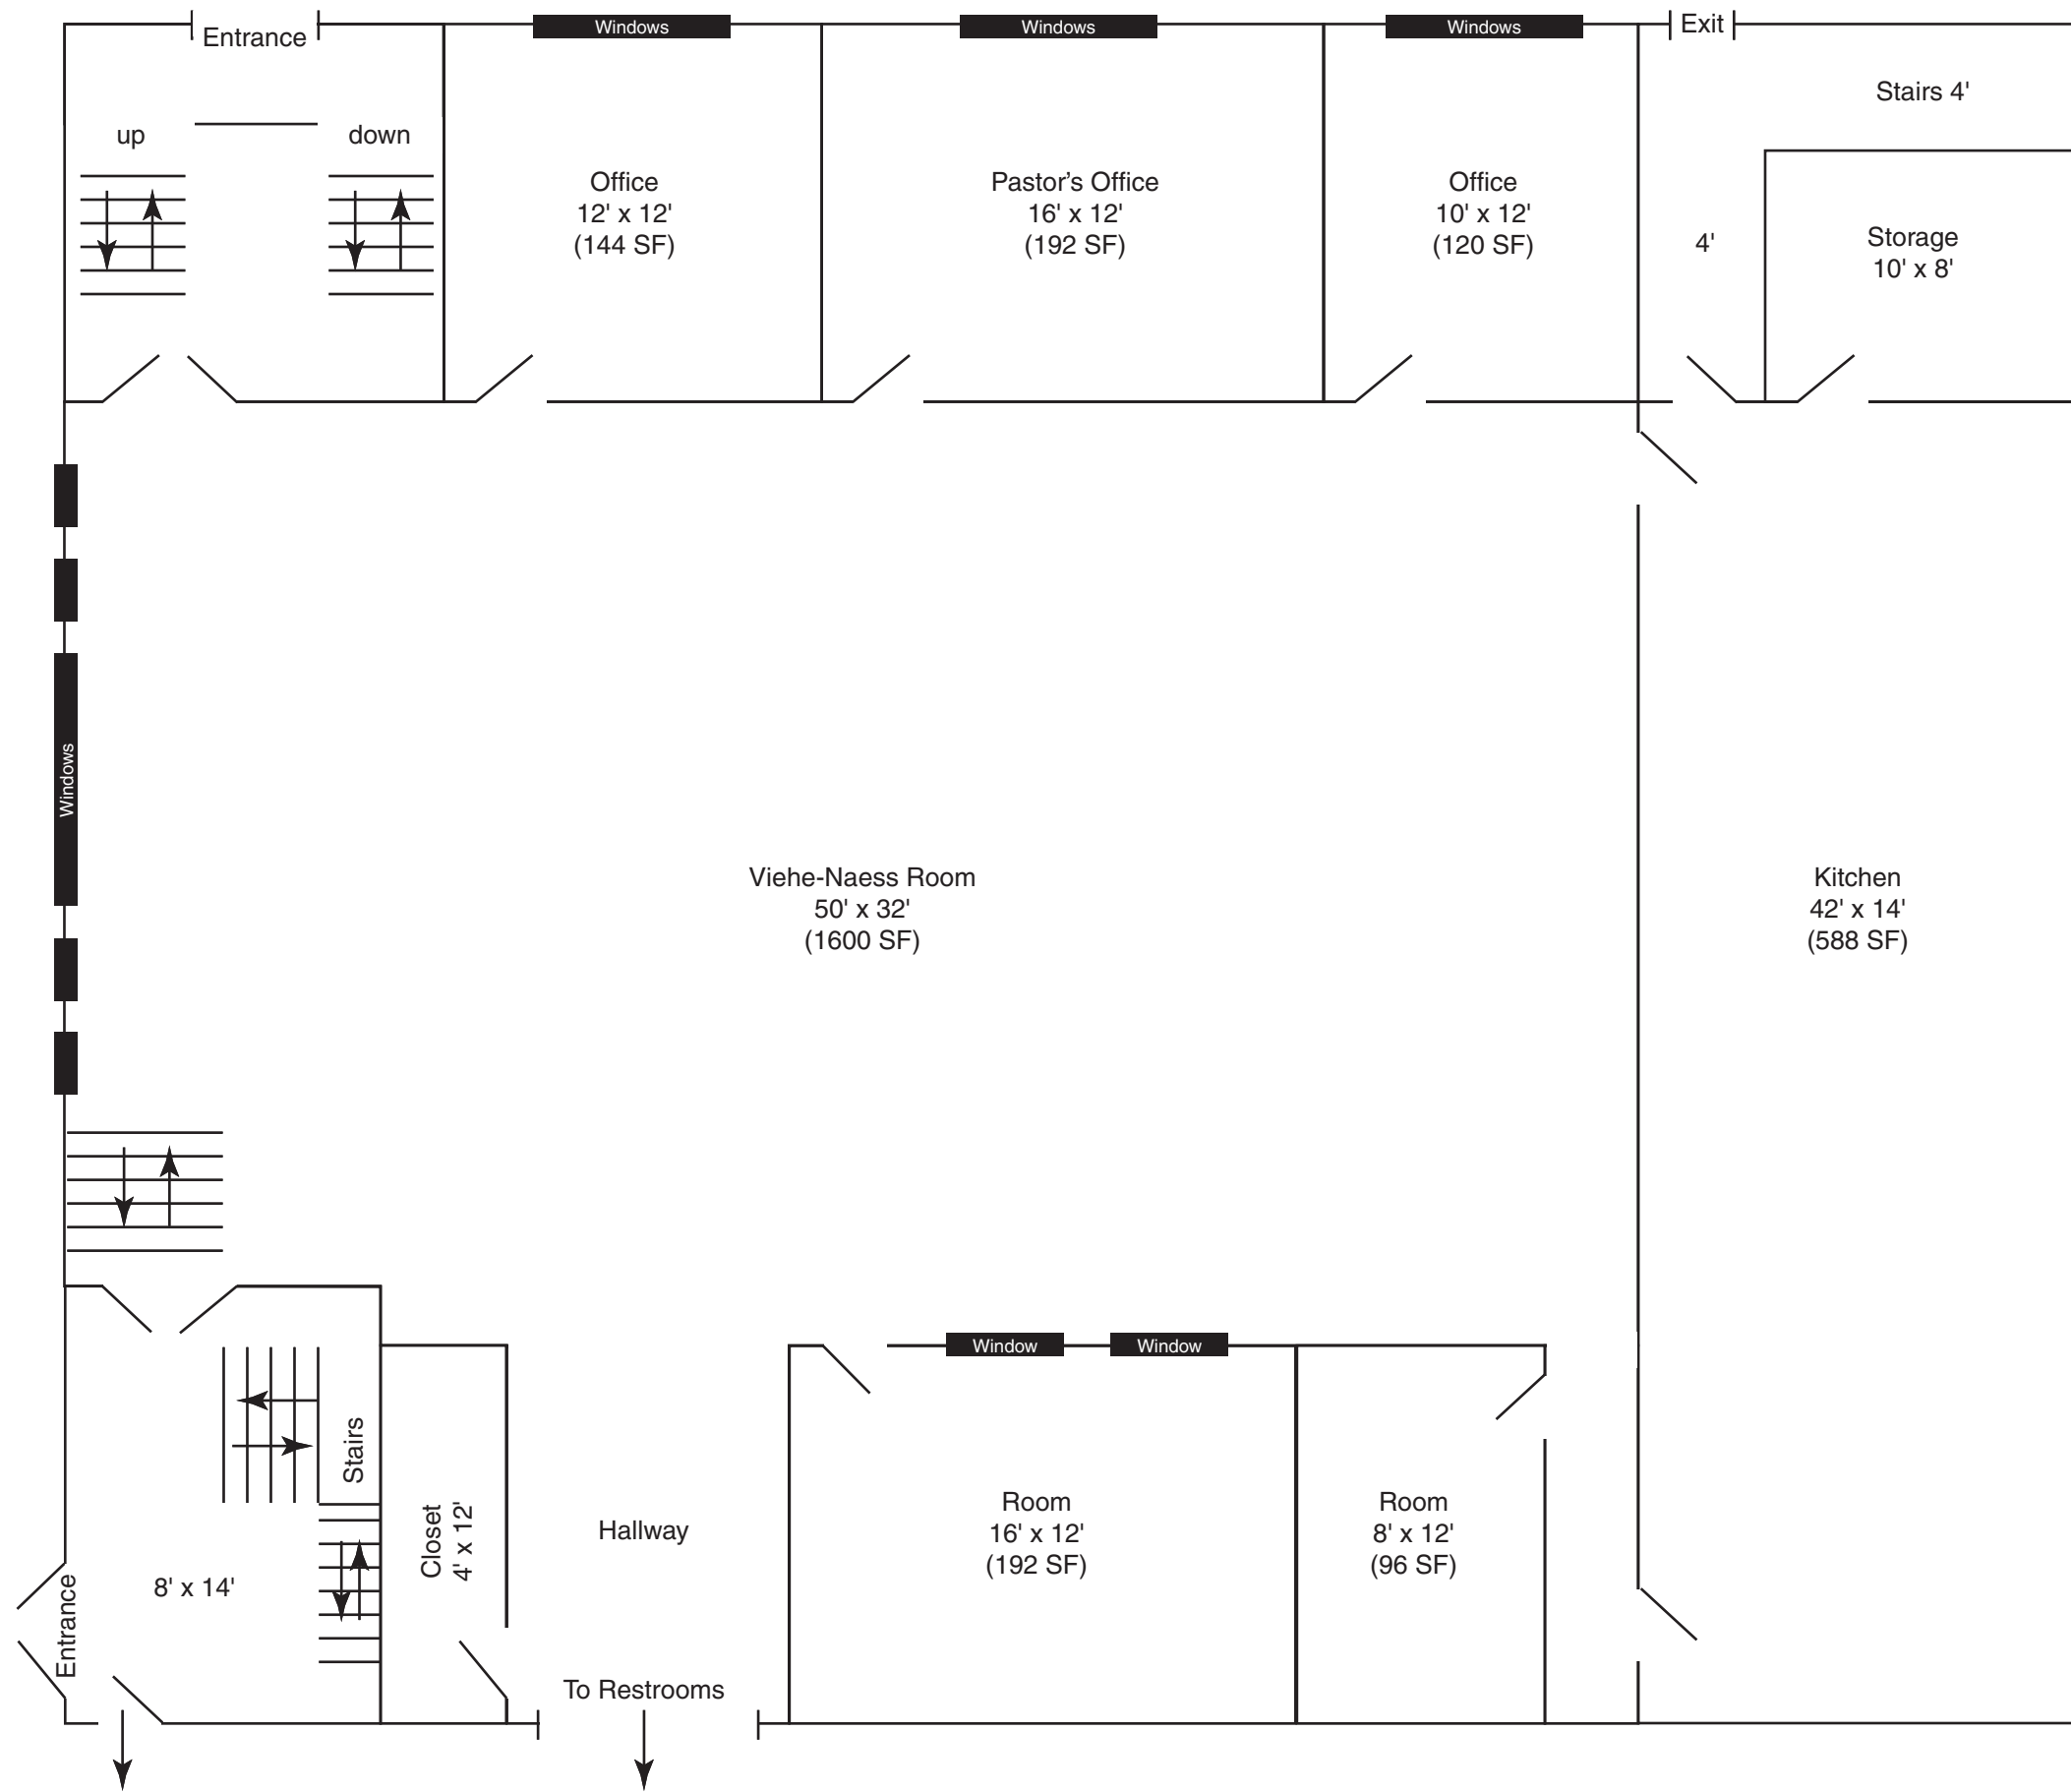 Entrance
Windows
Windows
Windows
Exit
Stairs 4'
up
down
Office
12' x 12'
(144 SF)
Pastor’s Office
16' x 12'
(192 SF)
Office
10' x 12'
(120 SF)
4'
Storage
10' x 8'
Windows
Viehe-Naess Room
50' x 32'
(1600 SF)
Kitchen
42' x 14'
(588 SF)
Window
Window
Stairs
Closet
4' x 12'
Hallway
Room
16' x 12'
(192 SF)
Room
8' x 12'
(96 SF)
8' x 14'
Entrance
To Restrooms